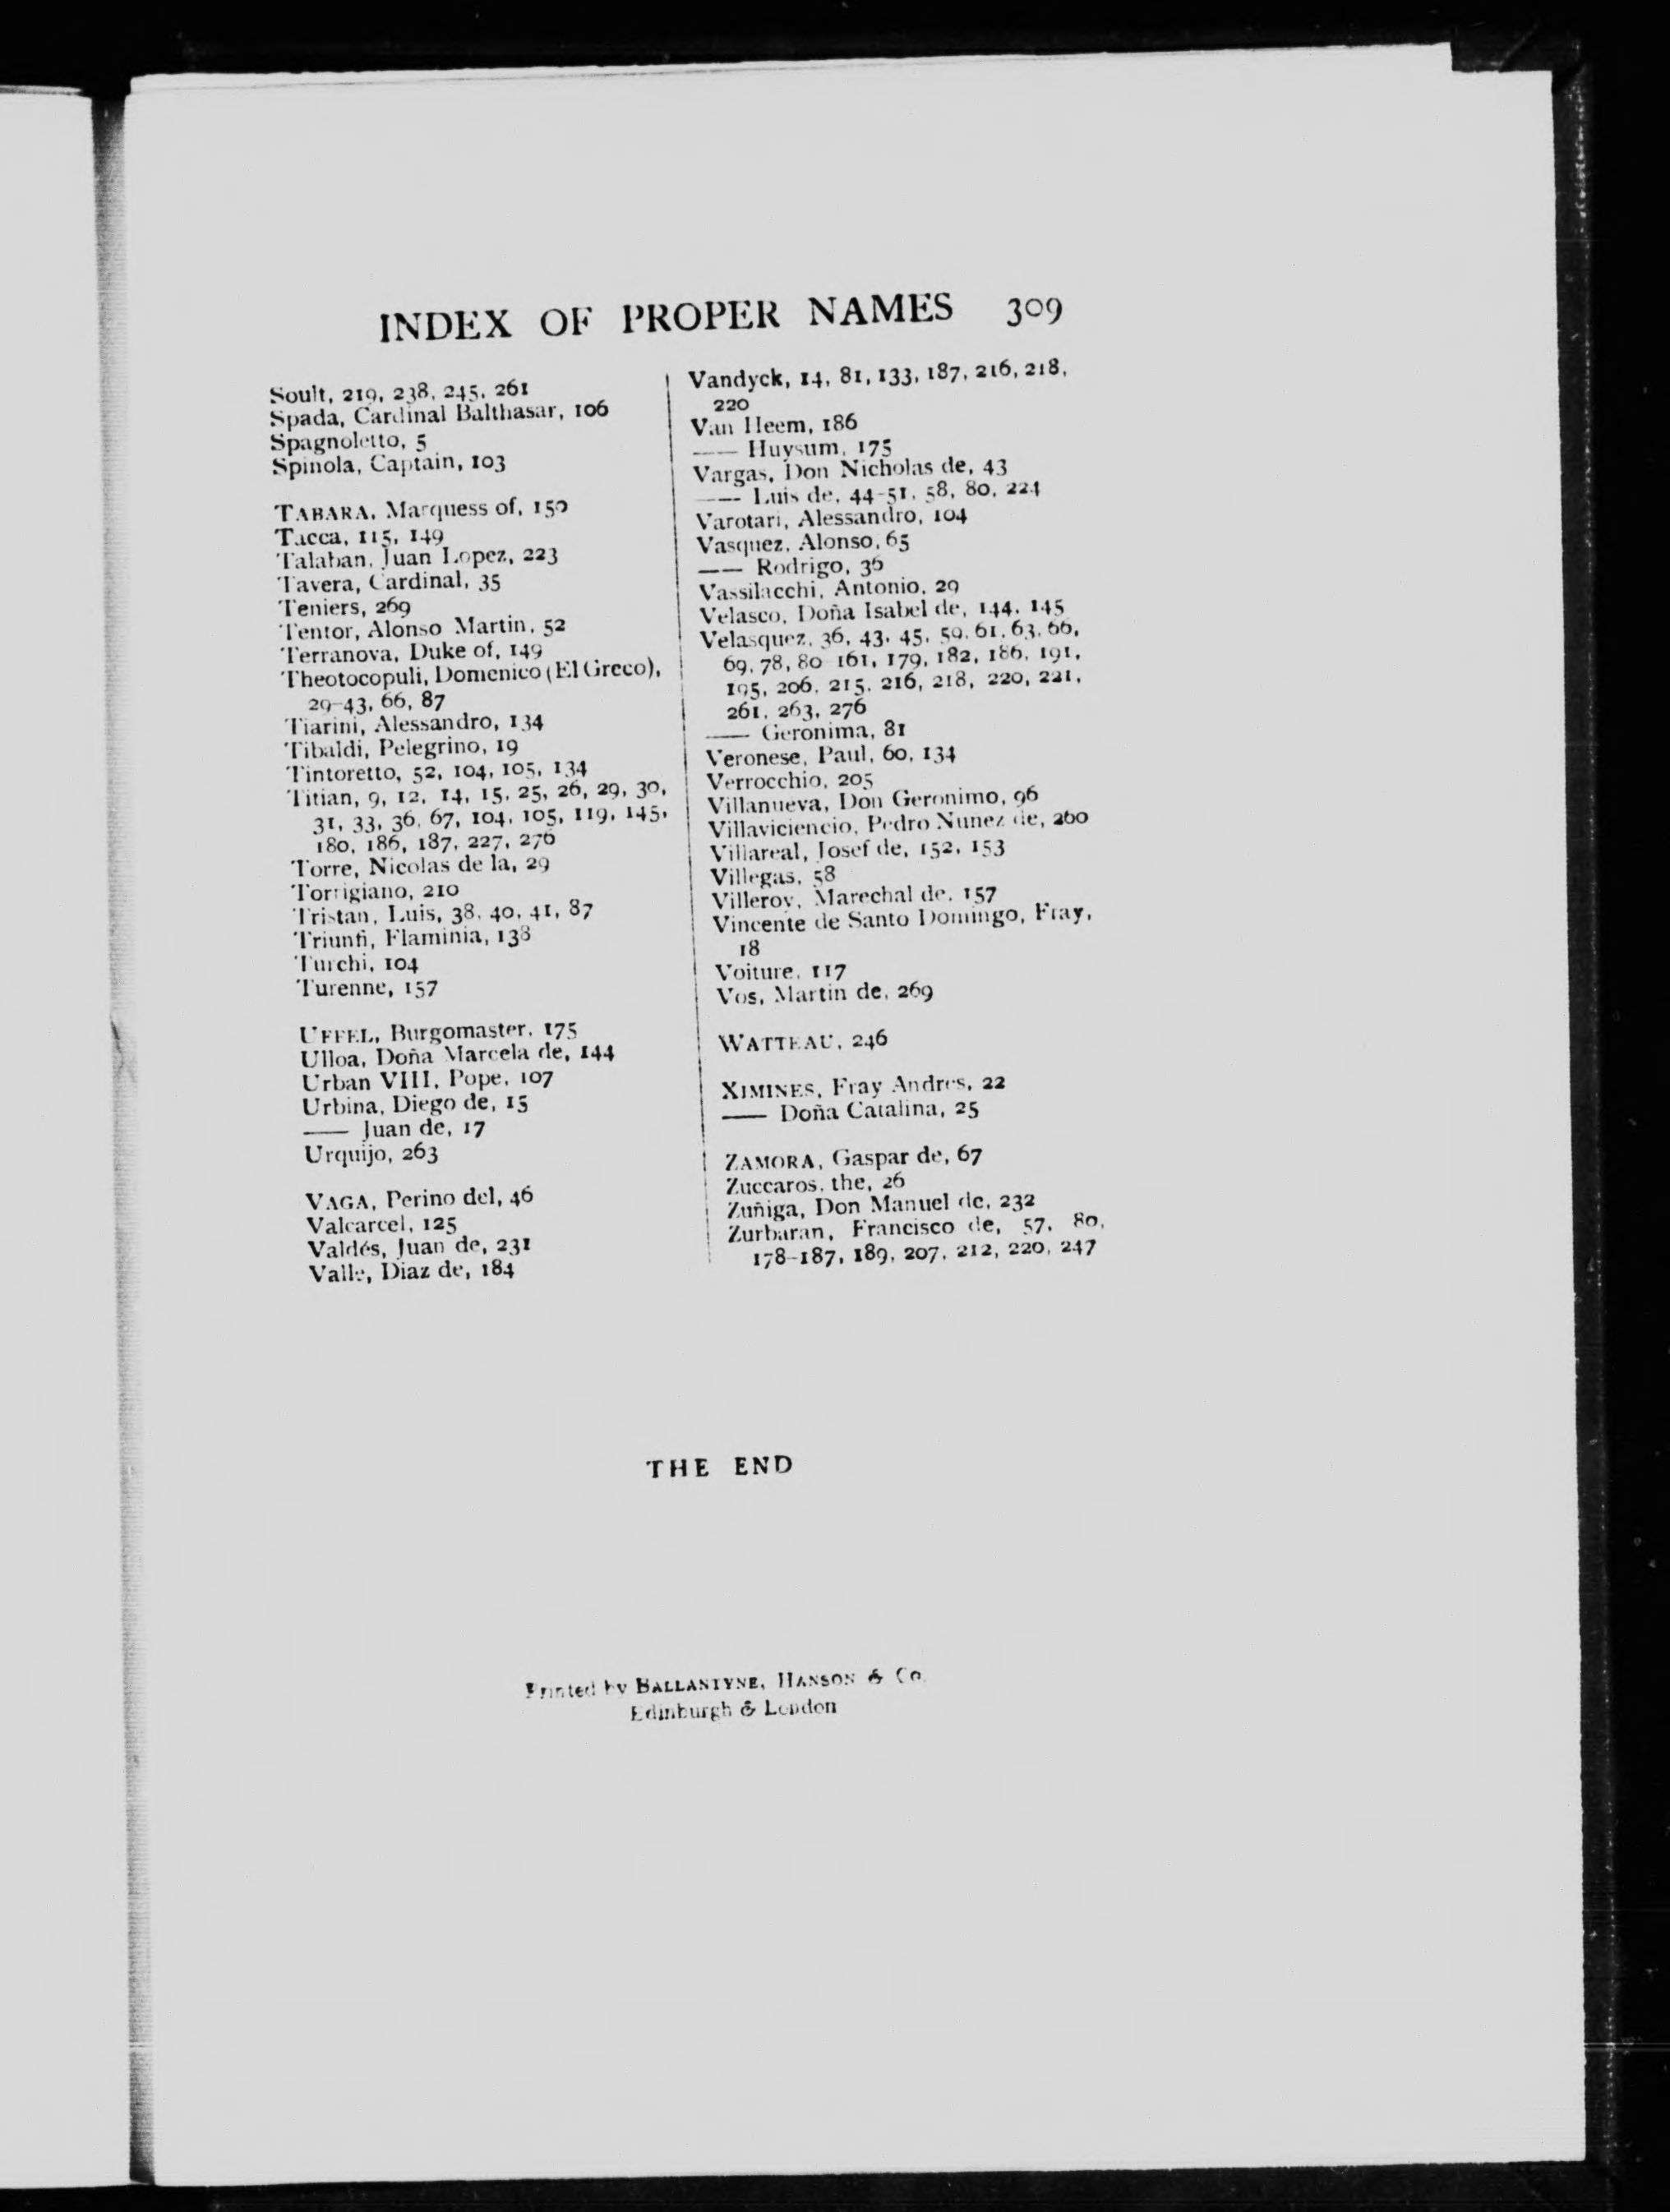 INDEX OF PROPER NAMES 309
Soult, 219, 238, 245, 261
Spada, Cardinal Balthasar, 106
Spagnoletto, 5
Spinola, Captain, 103
TABARA, Marquess of, 150
Tacca, 115, 149
Talaban, Juan Lopez, 223
Tavera, Cardinal, 35
Teniers, 269
Tentor, Alonso Martin, 52
Terranova, Duke of, 149
Theotocopuli, Domenico (El Greco),
29-43, 66, 87
Tiarini, Alessandro, 134
Tibaldi, Pelegrino, 19
Tintoretto, 52, 104, 105, 134
Titian, 9, 12, 14, 15, 25, 26, 29, 30,
31, 33, 36, 67, 104, 105, 119, 145,
180, 186, 187, 227, 276
Torre, Nicolas de la, 29
Torrigiano, 210
Tristan, Luis, 38, 40, 41, 87
Triunfi, Flaminia, 138
Turchi, 104
Turenne, 157
UFFEL, Burgomaster, 175
Ulloa, Doña Marcela de, 144
Urban VIII, Pope, 107
Urbina, Diego de, 15
—— Juan de, 17
Urquijo, 263
VAGA, Perino del, 46
Valcarcel, 125
Valdés, Juan de, 231
Valle, Diaz de, 184
Vandyck, 14, 81, 133, 187, 216, 218,
220
Van Heem, 186
—— Huysum, 175
Vargas, Don Nicholas de, 43
—— Luis de, 44-51, 58, 80, 224
Varotari, Alessandro, 104
Vasquez, Alonso, 65
—— Rodrigo, 36
Vassilacchi, Antonio, 29
Velasco, Doña Isabel de, 144, 145
Velasquez, 36, 43, 45, 59, 61, 63, 66,
69, 78, 80-161, 179, 182, 186, 191,
195, 206, 215, 216, 218, 220, 221,
261, 263, 276
—— Geronima, 81
Veronese, Paul, 60, 134
Verrocchio, 205
Villanueva, Don Geronimo, 96
Villaviciencio, Pedro Nunez de, 260
Villareal, Josef de, 152, 153
Villegas, 58
Villeroy, Marechal de, 157
Vincente de Santo Domingo, Fray,
18
Voiture, 117
Vos, Martin de, 269
WATTEAU, 246
XIMINES, Fray Andres, 22
—— Doña Catalina, 25
ZAMORA, Gaspar de, 67
Zuccaros, the, 26
Zuñiga, Don Manuel de, 232
Zurbaran, Francisco de, 57, 80,
178-187, 189, 207, 212, 220, 247
THE END
Printed by BALLANTYNE, HANSON & Co.
Edinburgh & London